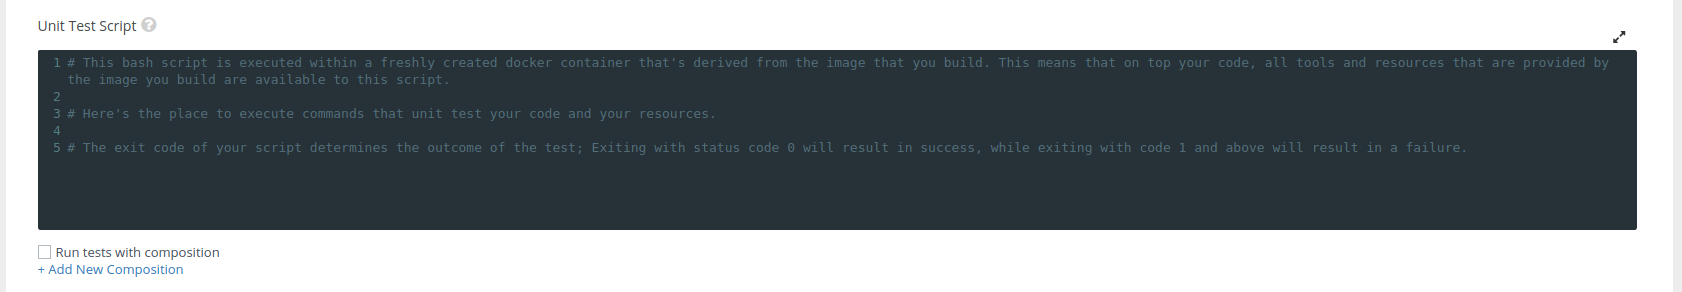 Unit Test Script ?
1 # This bash script is executed within a freshly created docker container that's derived from the image that you build. This means that on top your code, all tools and resources that are provided by
the image you build are available to this script.
2
3 # Here's the place to execute commands that unit test your code and your resources.
4
5 # The exit code of your script determines the outcome of the test; Exiting with status code 0 will result in success, while exiting with code 1 and above will result in a failure.
Run tests with composition
+ Add New Composition